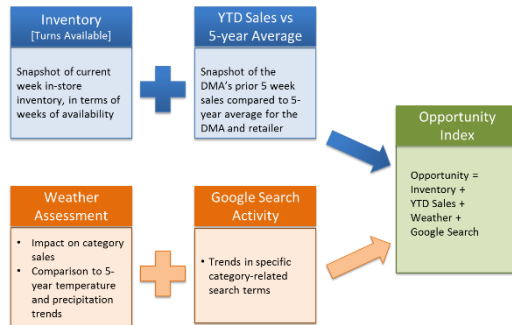 Inventory
[Turns Available]
Snapshot of current
week in-store
inventory, in terms of
weeks of availability
YTD Sales vs
5-year Average
Snapshot of the
DMA's prior 5 week
sales compared to 5-
year average for the
DMA and retailer
Weather
Assessment
• Impact on category
sales
• Comparison to 5-
year temperature
and precipitation
trends
Google Search
Activity
• Trends in specific
category-related
search terms
Opportunity
Index
Opportunity =
Inventory +
YTD Sales +
Weather +
Google Search